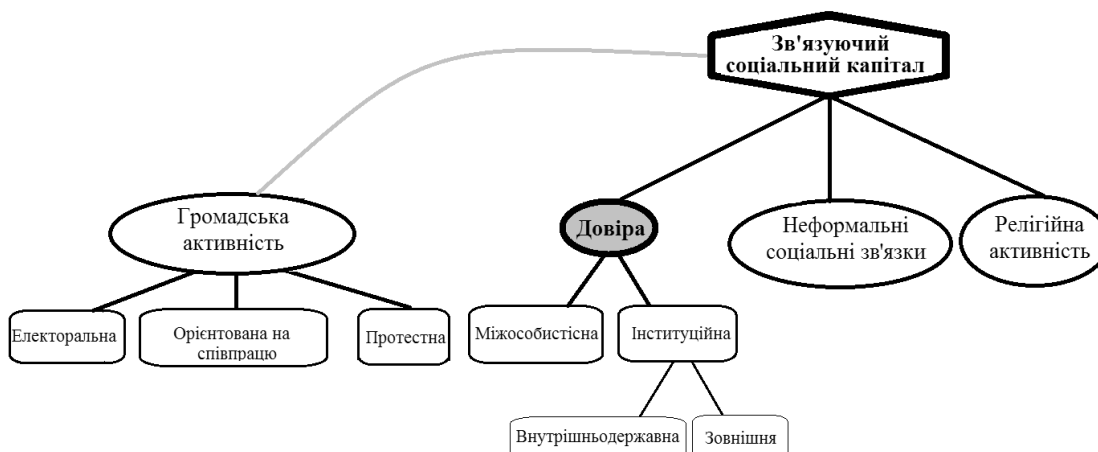 Зв'язуючий
соціальний капітал
Громадська
активність
Довіра
Неформальні
соціальні зв'язки
Релігійна
активність
Електоральна
Орієнтована на
співпрацю
Протестна
Міжособистісна
Інституційна
Внутрішньодержавна
Зовнішня